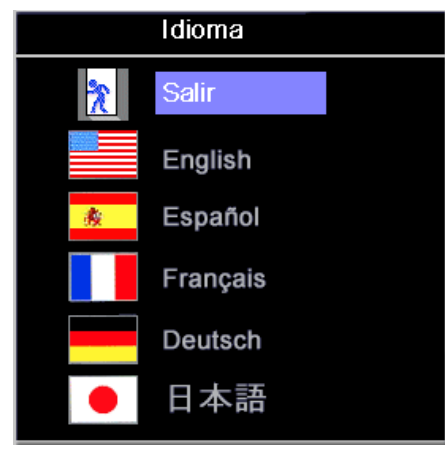 Idioma
Salir
English
Español
Français
Deutsch
日本語